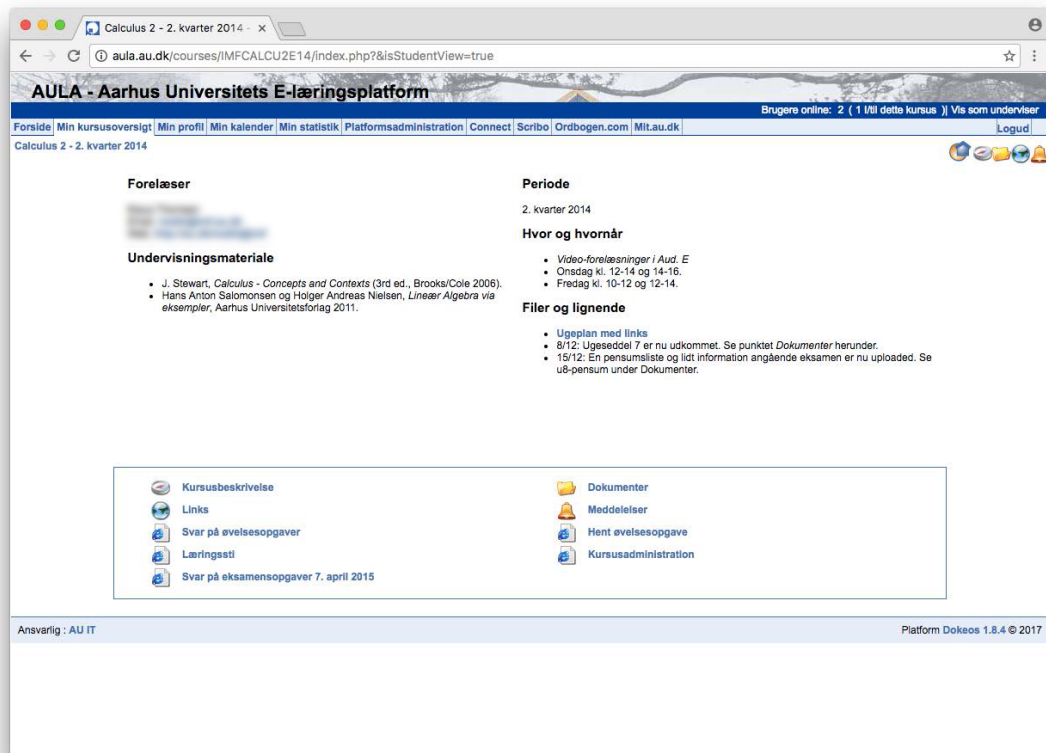 Calculus 2 - 2. kvarter 2014 -
aula.au.dk/courses/IMFCALCU2E14/index.php?&isStudentView=true
AULA - Aarhus Universitets E-læringsplatform
Brugere online: 2 ( 1 I/til dette kursus )| Vis som underviser
Forside Min kursusoversigt Min profil Min kalender Min statistik Platformsadministration Connect Scribo Ordbogen.com Mit.au.dk Logud
Calculus 2 - 2. kvarter 2014
Forelæser
Undervisningsmateriale
J. Stewart, Calculus - Concepts and Contexts (3rd ed., Brooks/Cole 2006).
Hans Anton Salomonsen og Holger Andreas Nielsen, Lineær Algebra via
eksempler, Aarhus Universitetsforlag 2011.
Periode
2. kvarter 2014
Hvor og hvornår
Video-forelæsninger i Aud. E
Onsdag kl. 12-14 og 14-16.
Fredag kl. 10-12 og 12-14.
Filer og lignende
Ugeplan med links
8/12: Ugeseddel 7 er nu udkommet. Se punktet Dokumenter herunder.
15/12: En pensumsliste og lidt information angående eksamen er nu uploaded. Se
u8-pensum under Dokumenter.
Kursusbeskrivelse
Dokumenter
Links
Meddelelser
Svar på øvelsesopgaver
Hent øvelsesopgave
Læringssti
Kursusadministration
Svar på eksamensopgaver 7. april 2015
Ansvarlig : AU IT
Platform Dokeos 1.8.4 © 2017